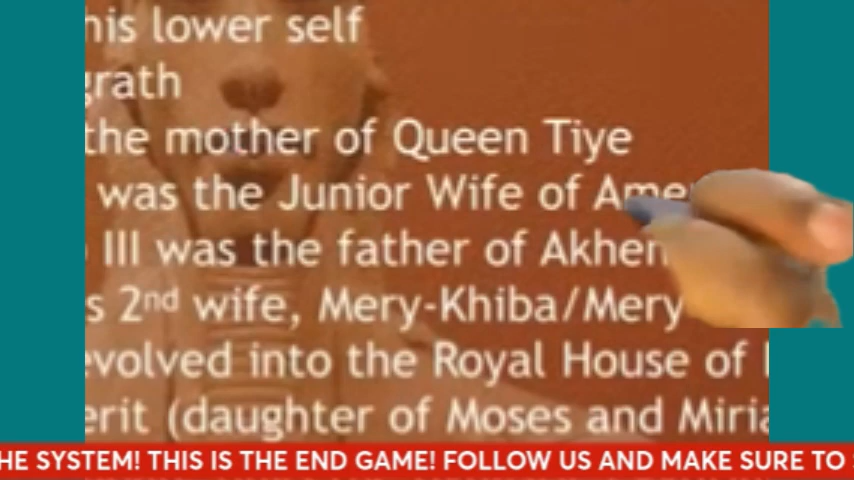 his lower self
grath
the mother of Queen Tiye
was the Junior Wife of Ame
III was the father of Akhen
s 2nd wife, Mery-Khiba/Mery
evolved into the Royal House of
erit (daughter of Moses and Miria
HE SYSTEM! THIS IS THE END GAME! FOLLOW US AND MAKE SURE TO